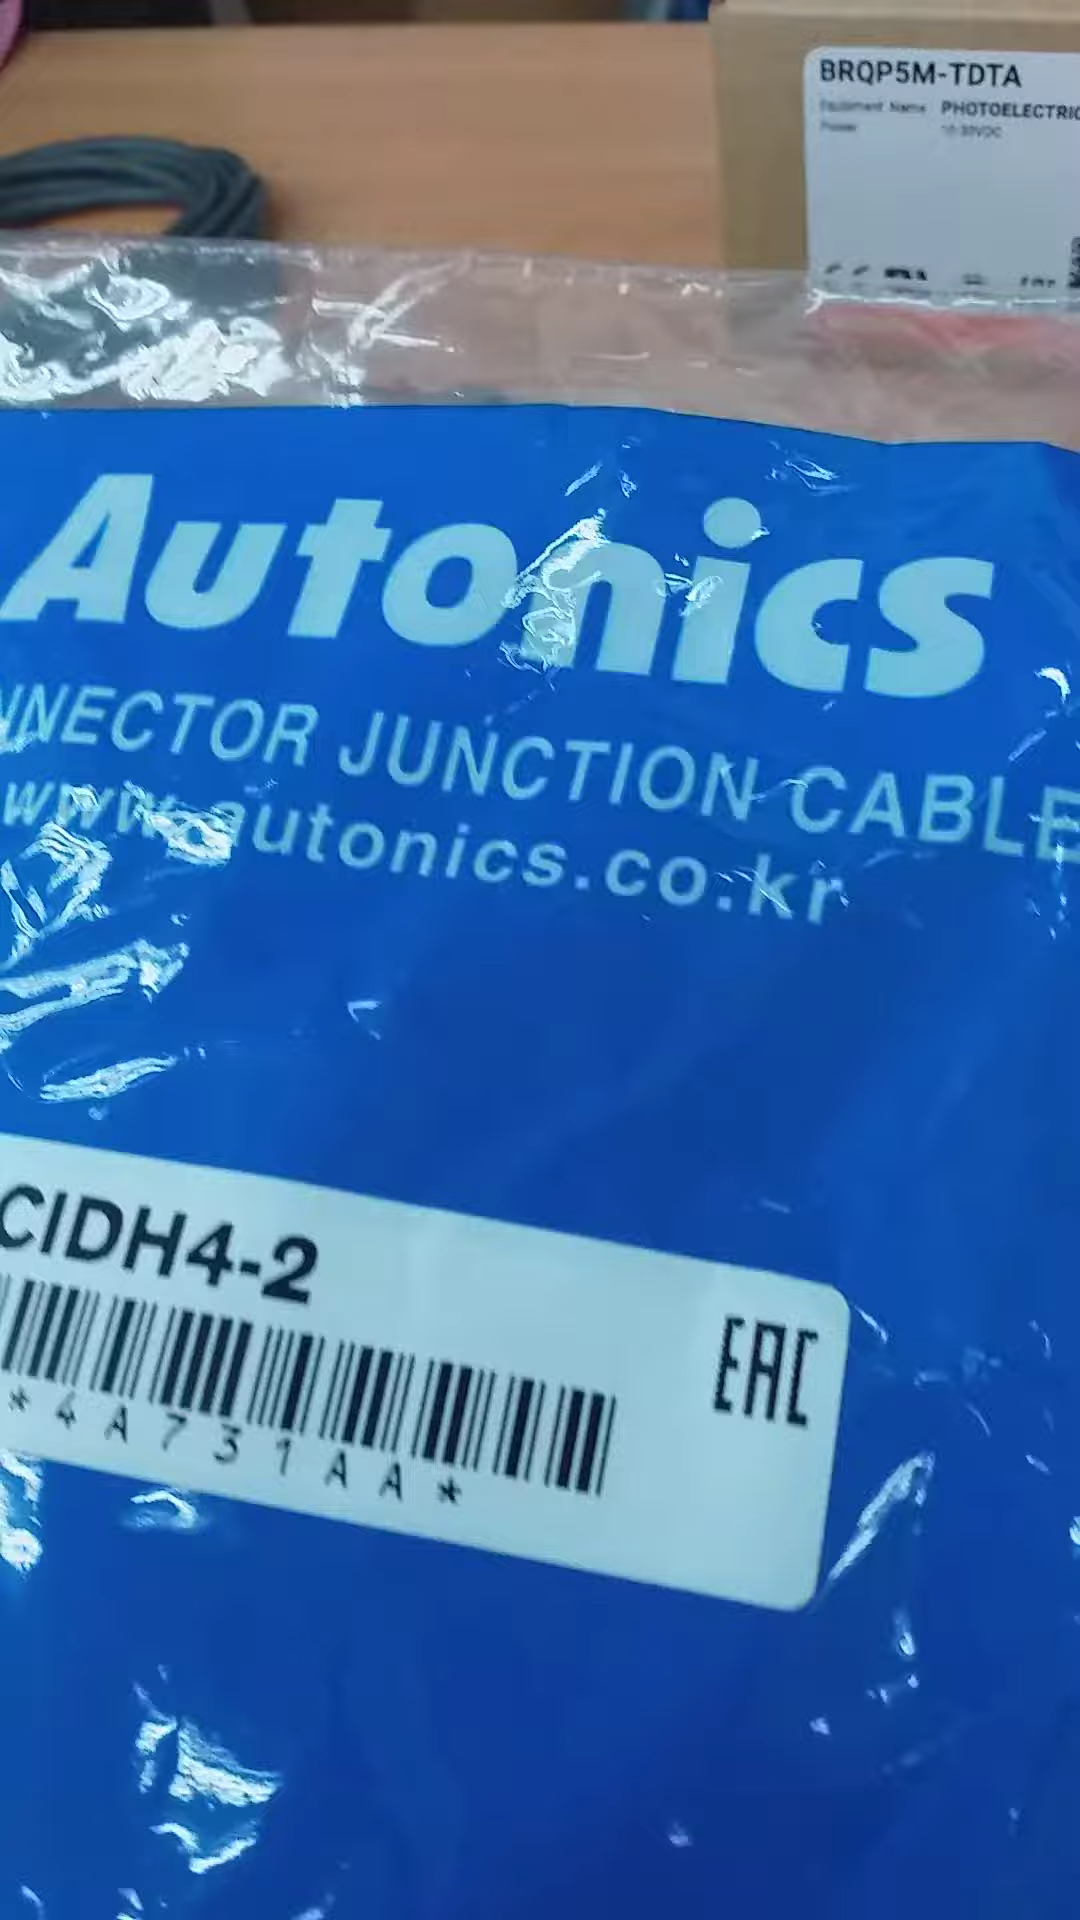 BRQP5M-TDTA
Equipment Name PHOTOELECTRIC
Power 10-30VDC
Autonics
NNECTOR JUNCTION CABLE
www.autonics.co.kr
CIDH4-2
EAC
*4A731AA*